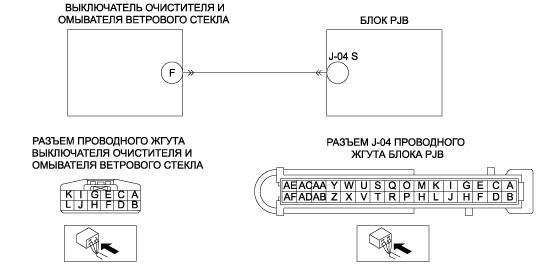 ВЫКЛЮЧАТЕЛЬ ОЧИСТИТЕЛЯ И
ОМЫВАТЕЛЯ ВЕТРОВОГО СТЕКЛА
БЛОК PJB
F
J-04 S
РАЗЪЕМ ПРОВОДНОГО ЖГУТА
ВЫКЛЮЧАТЕЛЯ ОЧИСТИТЕЛЯ И
ОМЫВАТЕЛЯ ВЕТРОВОГО СТЕКЛА
K I G E C A
L J H F D B
РАЗЪЕМ J-04 ПРОВОДНОГО
ЖГУТА БЛОКА PJB
AE AC AA Y W U S Q O M K I G E C A
AF AD AB Z X V T R P H L J H F D B